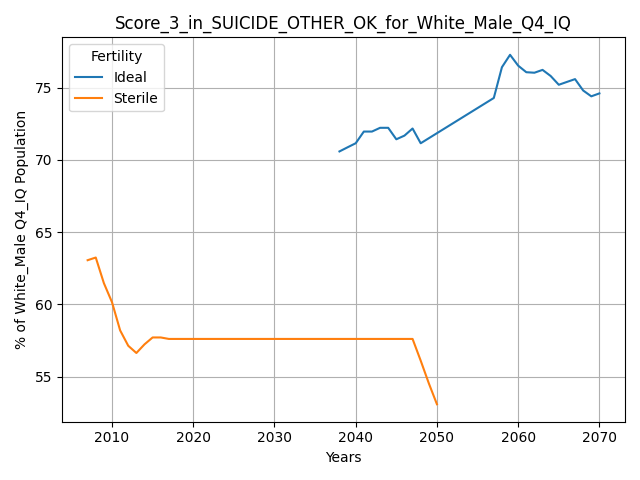 Score_3_in_SUICIDE_OTHER_OK_for_White_Male_Q4_IQ
Fertility
Ideal
Sterile
% of White_Male Q4_IQ Population
75
70
65
60
55
2010 2020 2030 2040 2050 2060 2070
Years